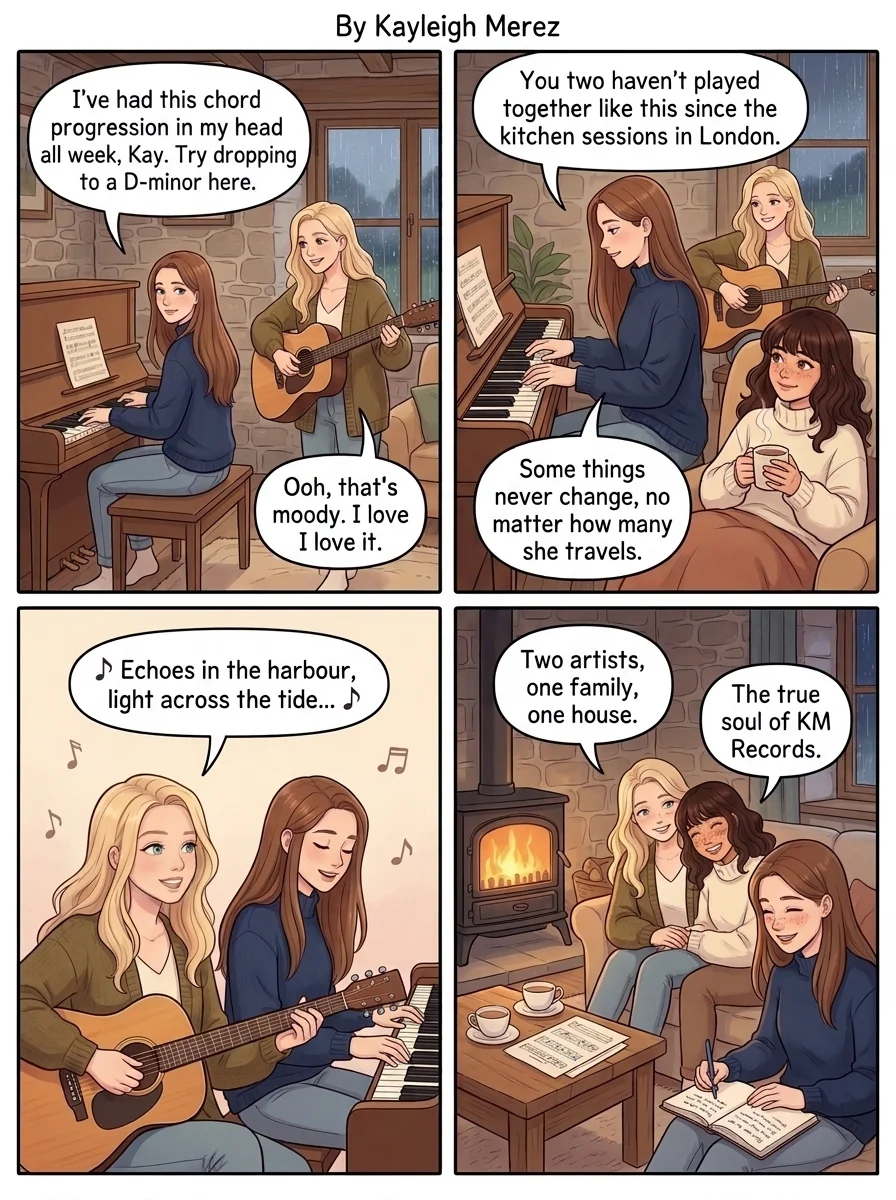 By Kayleigh Merez
I've had this chord
progression in my head
all week, Kay. Try dropping
to a D-minor here.
Ooh, that's
moody. I love
I love it.
You two haven't played
together like this since the
kitchen sessions in London.
Some things
never change, no
matter how many
she travels.
♪ Echoes in the harbour,
light across the tide... ♪
Two artists,
one family,
one house.
The true
soul of KM
Records.